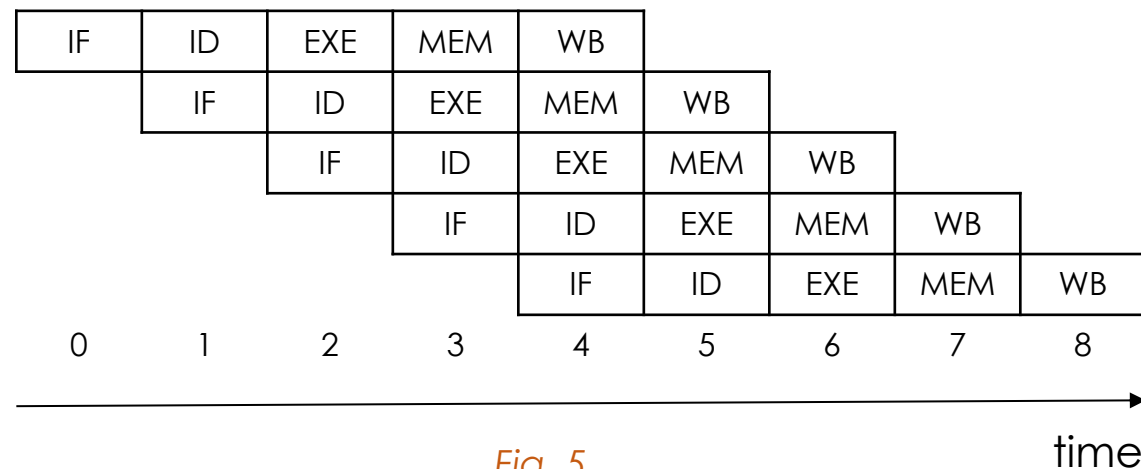 IF ID EXE MEM WB
IF ID EXE MEM WB
IF ID EXE MEM WB
IF ID EXE MEM WB
IF ID EXE MEM WB
0 1 2 3 4 5 6 7 8
time
Fig. 5